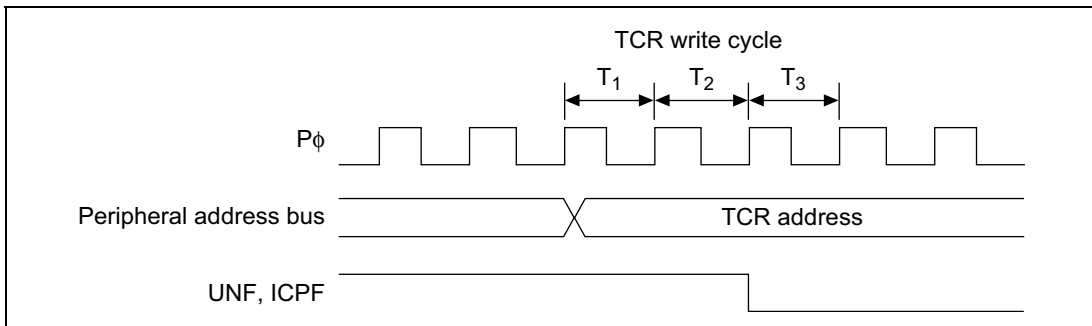 TCR write cycle
T1 T2 T3
Pϕ
Peripheral address bus
TCR address
UNF, ICPF